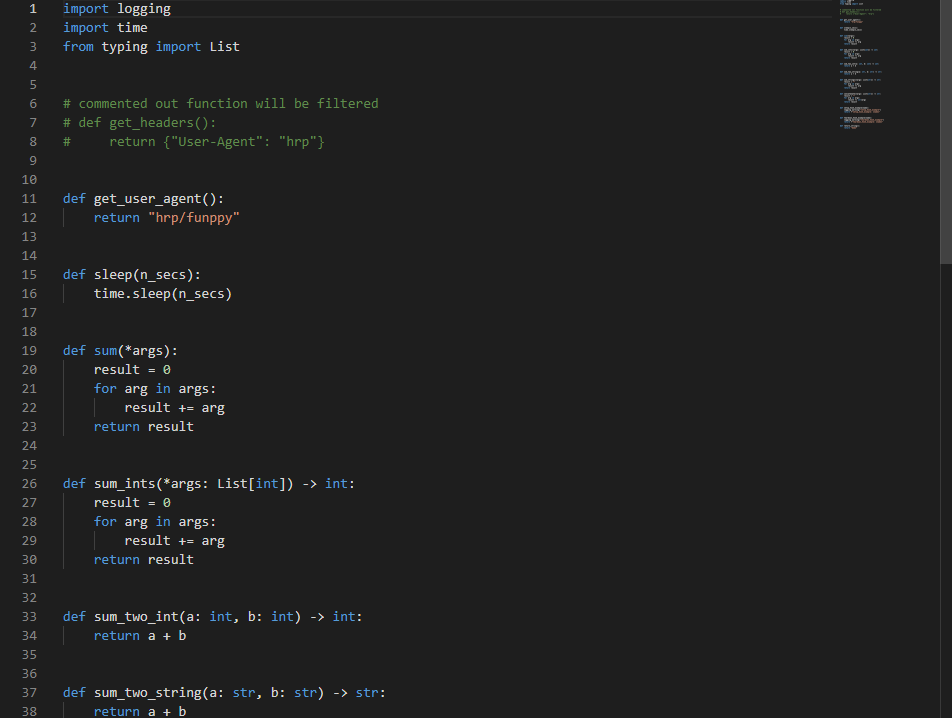 1 import logging
2 import time
3 from typing import List
4
5
6 # commented out function will be filtered
7 # def get_headers():
8 #     return {"User-Agent": "hrp"}
9
10
11 def get_user_agent():
12     return "hrp/funppy"
13
14
15 def sleep(n_secs):
16     time.sleep(n_secs)
17
18
19 def sum(*args):
20     result = 0
21     for arg in args:
22         result += arg
23     return result
24
25
26 def sum_ints(*args: List[int]) -> int:
27     result = 0
28     for arg in args:
29         result += arg
30     return result
31
32
33 def sum_two_int(a: int, b: int) -> int:
34     return a + b
35
36
37 def sum_two_string(a: str, b: str) -> str:
38     return a + b